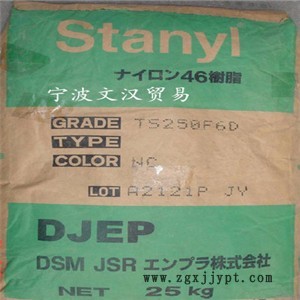 Stanyl
ナイロン46樹脂
宁波文汉贸易
GRADE TS250F6D
TYPE
COLOR NC
LOT A2121P JY
DJEP
DSM JSR エンプラ株式会社
NET 25kg
www.zgxjjypt.com